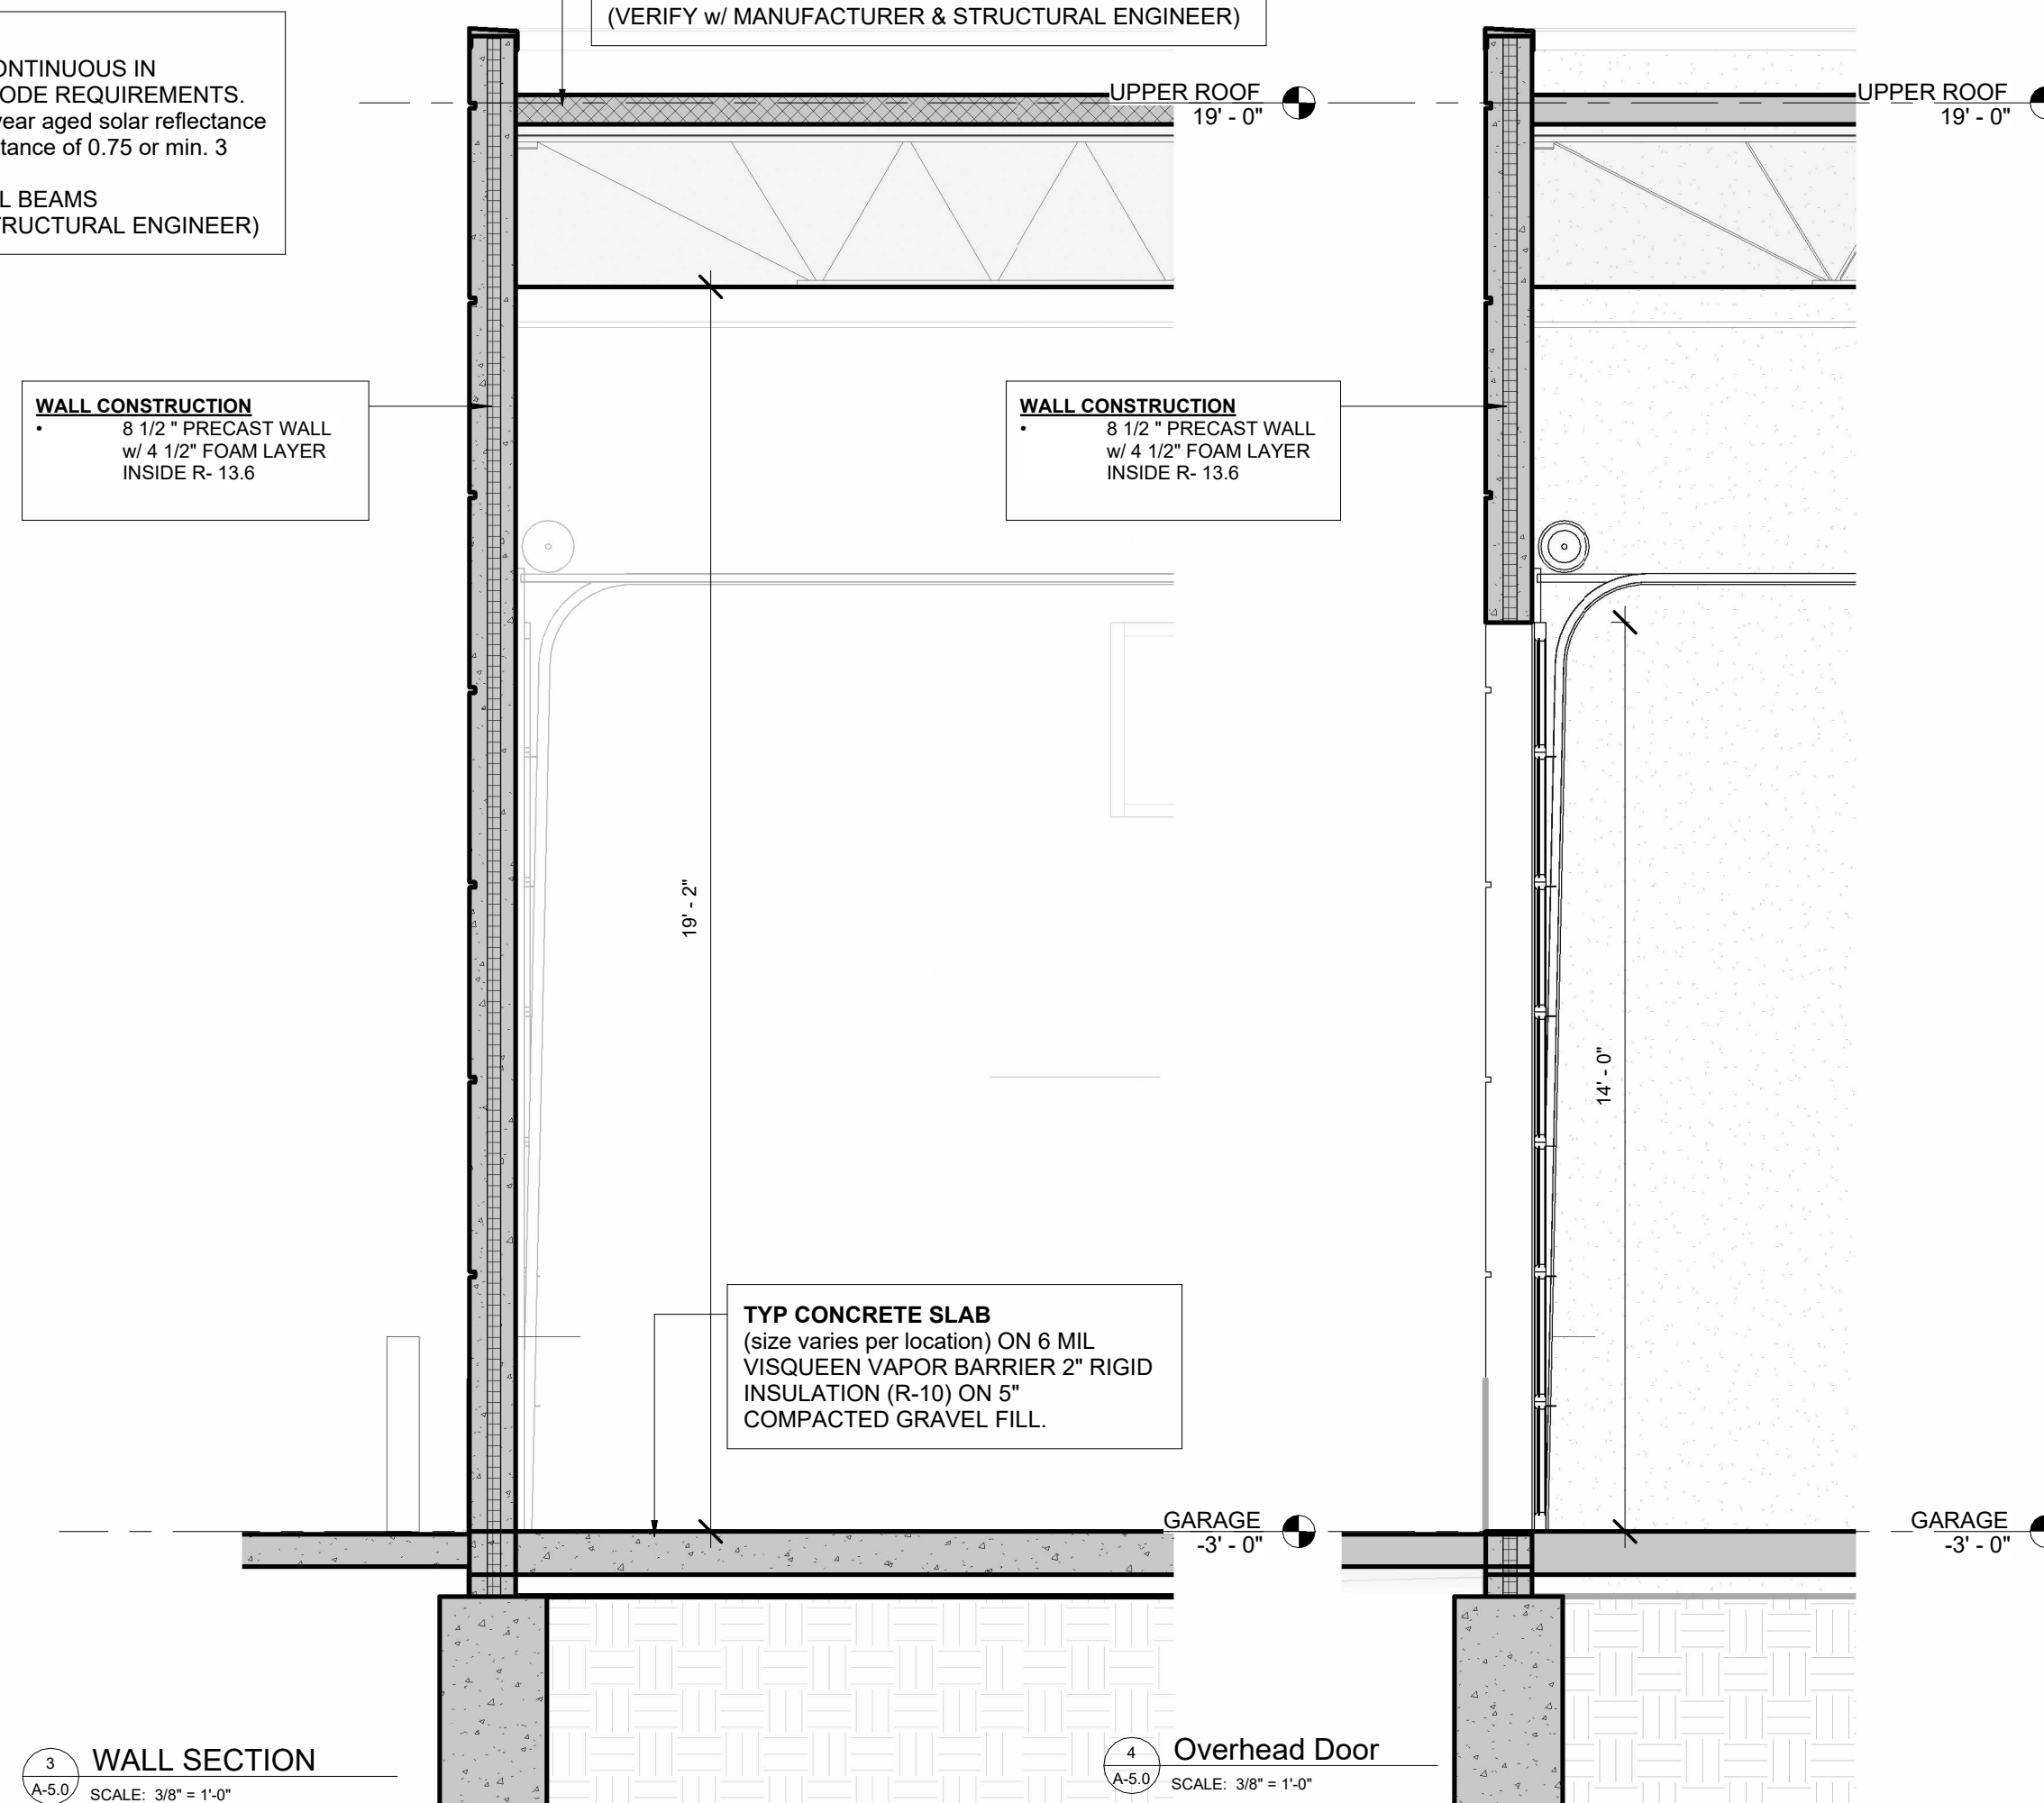 (VERIFY w/ MANUFACTURER & STRUCTURAL ENGINEER)
ONTINUOUS IN
ODE REQUIREMENTS.
year aged solar reflectance
tance of 0.75 or min. 3
L BEAMS
TRUCTURAL ENGINEER)
UPPER ROOF
19' - 0"
UPPER ROOF
19' - 0"
WALL CONSTRUCTION
• 8 1/2 " PRECAST WALL
w/ 4 1/2" FOAM LAYER
INSIDE R- 13.6
WALL CONSTRUCTION
• 8 1/2 " PRECAST WALL
w/ 4 1/2" FOAM LAYER
INSIDE R- 13.6
19' - 2"
14' - 0"
TYP CONCRETE SLAB
(size varies per location) ON 6 MIL
VISQUEEN VAPOR BARRIER 2" RIGID
INSULATION (R-10) ON 5"
COMPACTED GRAVEL FILL.
GARAGE
-3' - 0"
GARAGE
-3' - 0"
3
A-5.0
WALL SECTION
SCALE: 3/8" = 1'-0"
4
A-5.0
Overhead Door
SCALE: 3/8" = 1'-0"